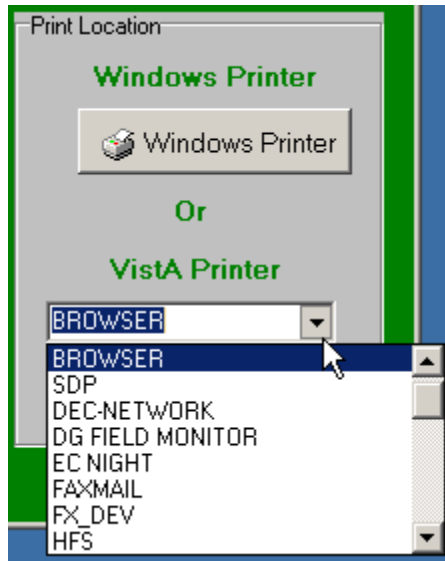 Print Location
Windows Printer
Windows Printer
Or
VistA Printer
BROWSER
BROWSER
SDP
DEC-NETWORK
DG FIELD MONITOR
EC NIGHT
FAXMAIL
FX_DEV
HFS